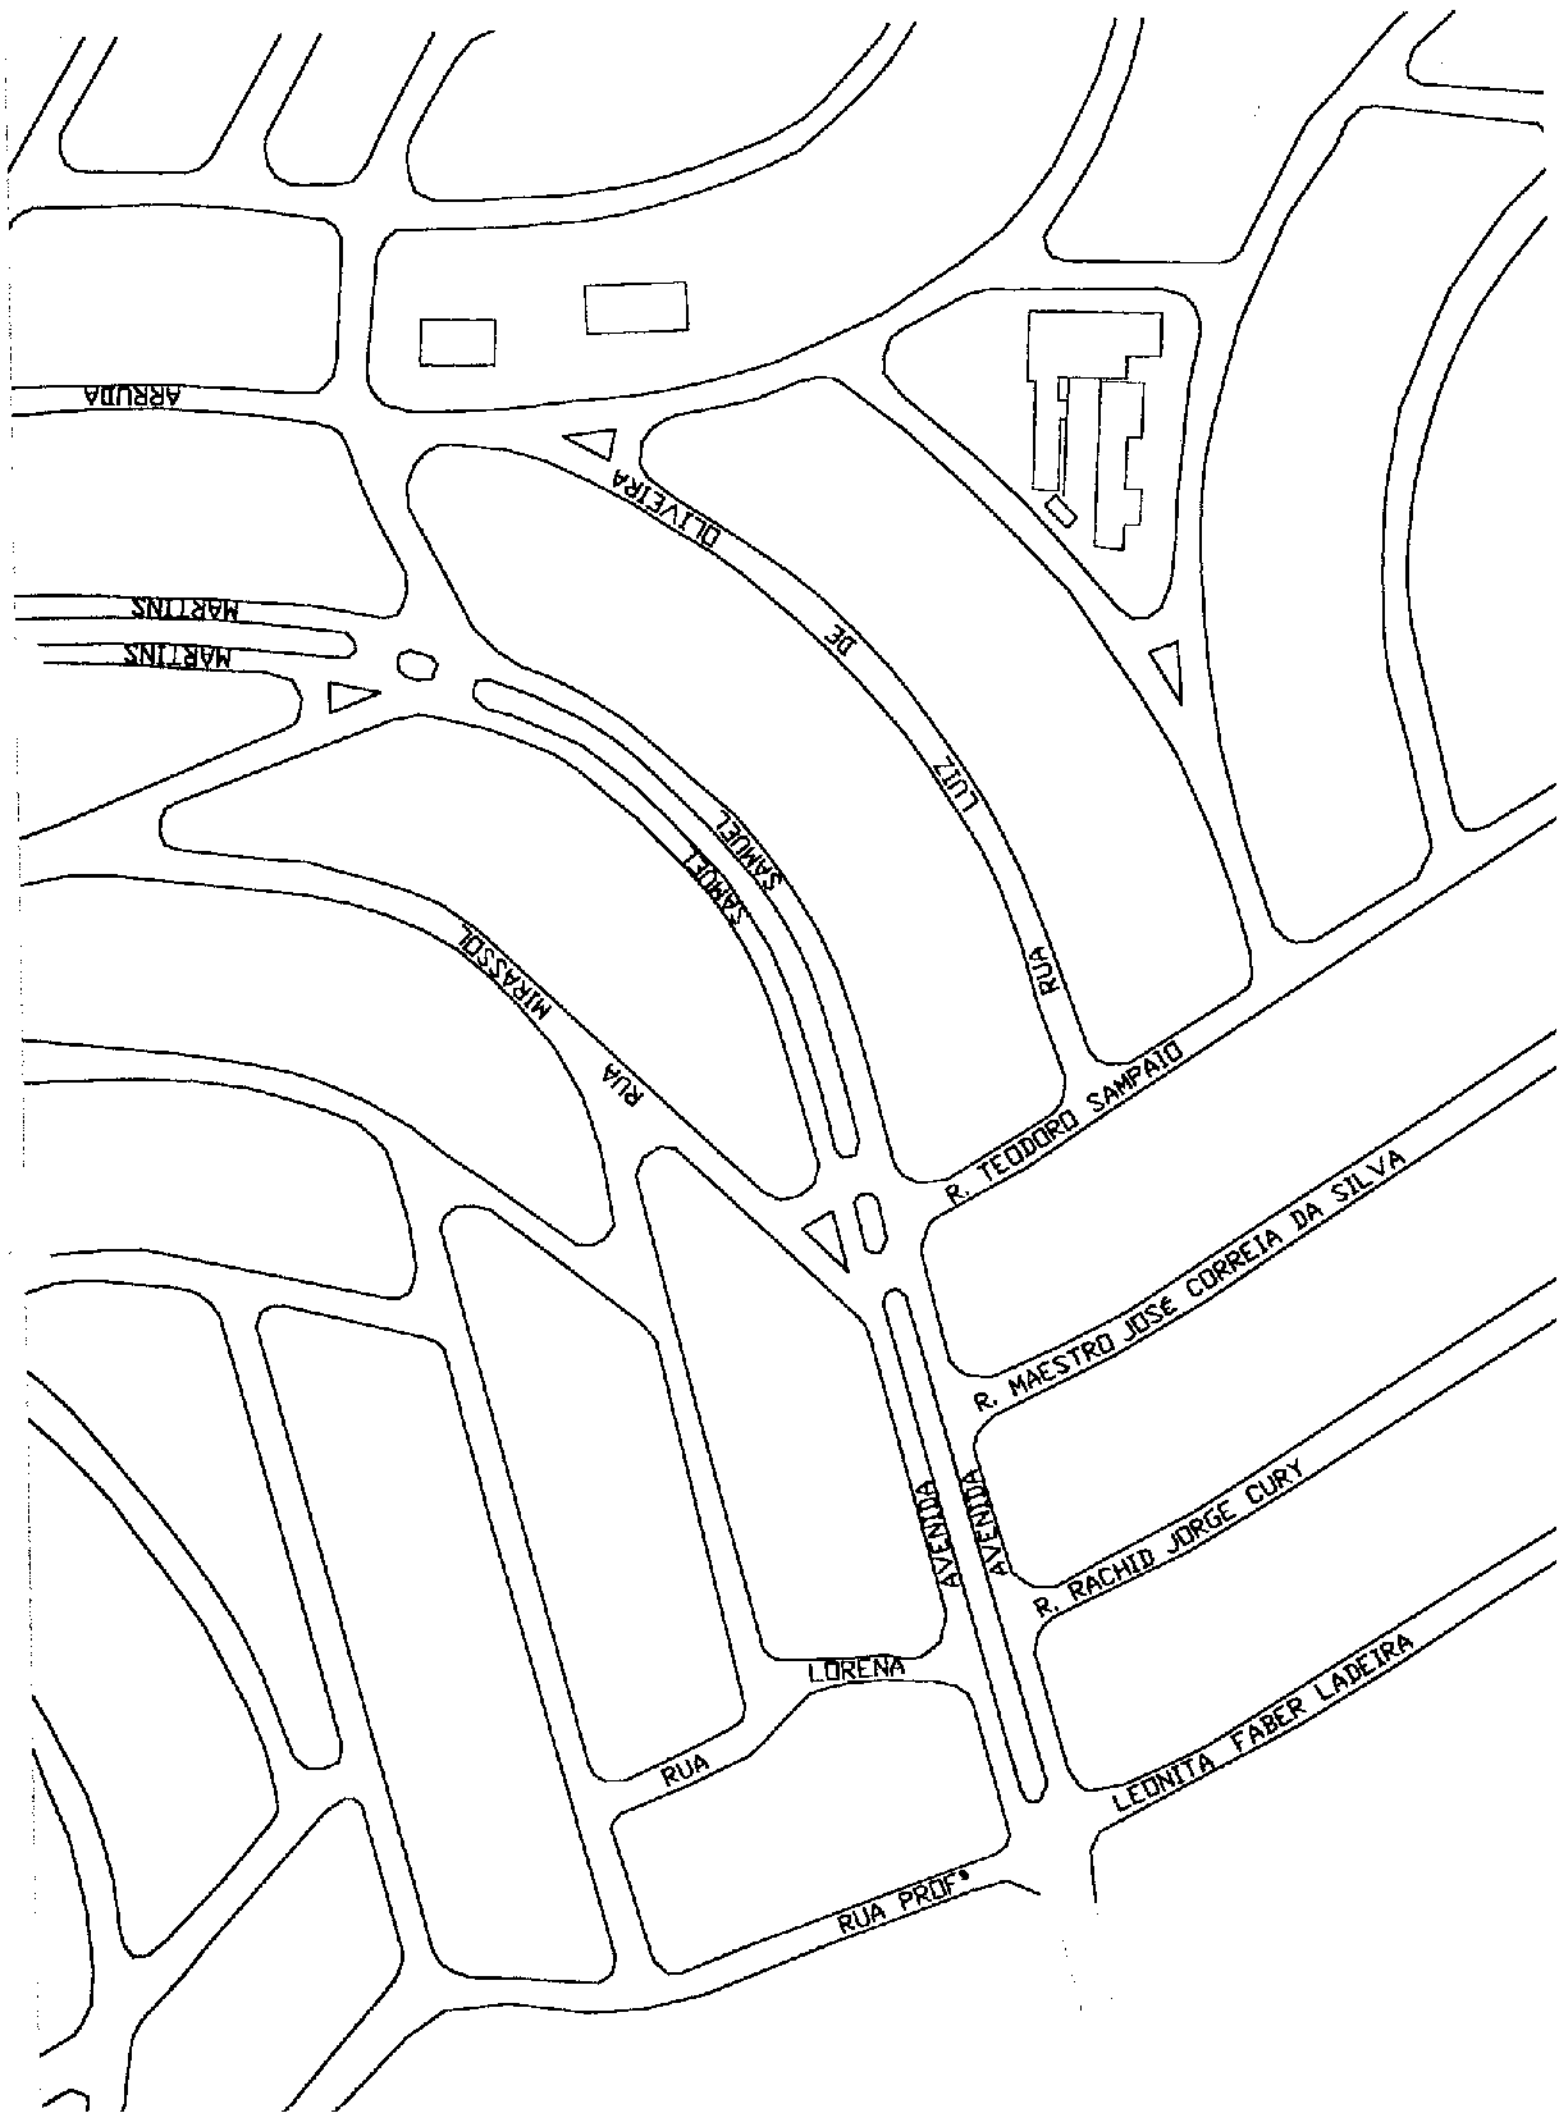 ARRUDA
OLIVEIRA
MARTINS
MARTINS
DE
LUIZ
SAMUEL
SAMUEL
MIRASSOL
RUA
RUA
R. TEODORO SAMPAIO
R. MAESTRO JOSE CORREIA DA SILVA
AVENIDA
AVENIDA
R. RACHID JORGE CURY
LORENA
RUA
LEONITA FABER LADEIRA
RUA PROFª